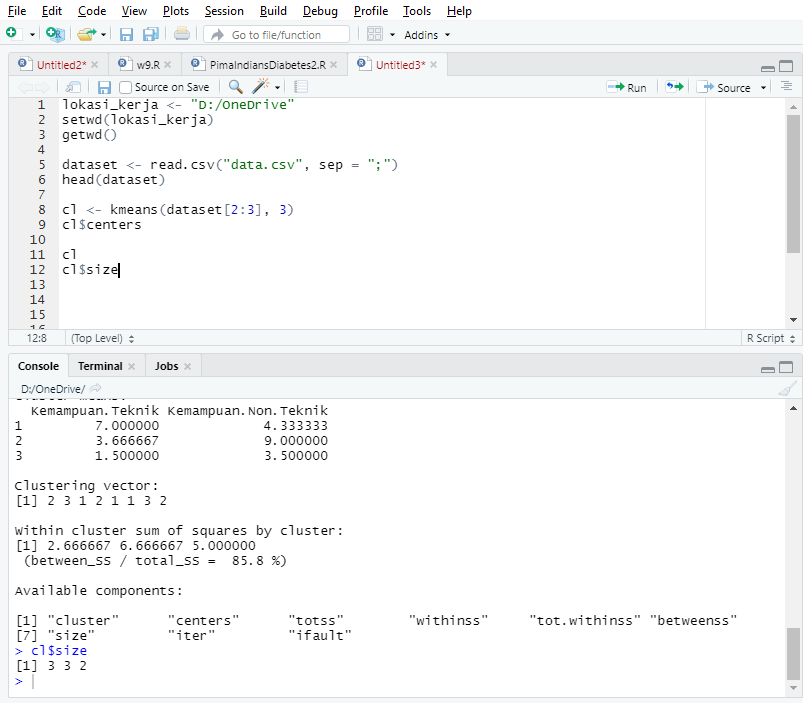 File Edit Code View Plots Session Build Debug Profile Tools Help
Go to file/function Addins
Untitled2* w9.R PimaIndiansDiabetes2.R Untitled3*
Source on Save Run Source
1 lokasi_kerja <- "D:/OneDrive"
2 setwd(lokasi_kerja)
3 getwd()
4
5 dataset <- read.csv("data.csv", sep = ";")
6 head(dataset)
7
8 cl <- kmeans(dataset[2:3], 3)
9 cl$centers
10
11 cl
12 cl$size
13
14
15
16
12:8 (Top Level) R Script
Console Terminal Jobs
D:/OneDrive/
Cluster means:
Kemampuan.Teknik Kemampuan.Non.Teknik
1 7.000000 4.333333
2 3.666667 9.000000
3 1.500000 3.500000
Clustering vector:
[1] 2 3 1 2 1 1 3 2
Within cluster sum of squares by cluster:
[1] 2.666667 6.666667 5.000000
(between_SS / total_SS = 85.8 %)
Available components:
[1] "cluster" "centers" "totss" "withinss" "tot.withinss" "betweenss"
[7] "size" "iter" "ifault"
> cl$size
[1] 3 3 2
>